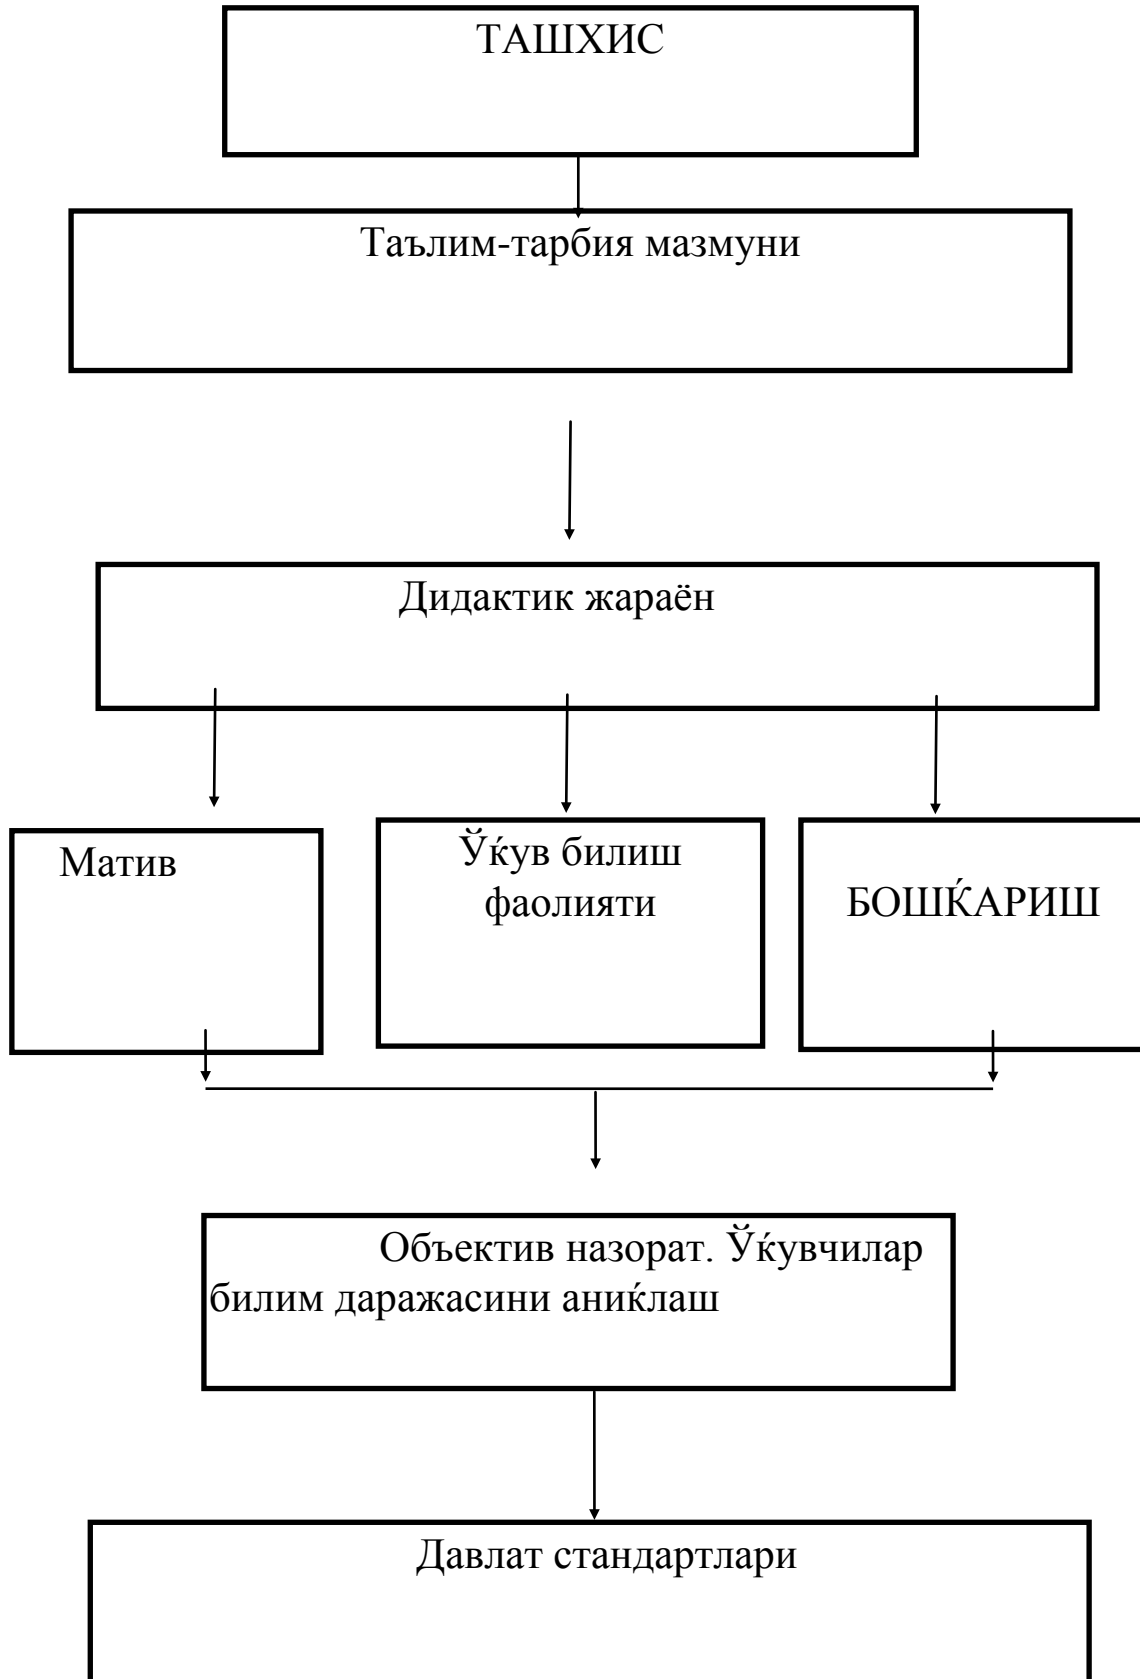 ТАШХИС
Таълим-тарбия мазмуни
Дидактик жараён
Матив
Ўќув билиш
фаолияти
БОШЌАРИШ
Объектив назорат. Ўќувчилар
билим даражасини аниќлаш
Давлат стандартлари